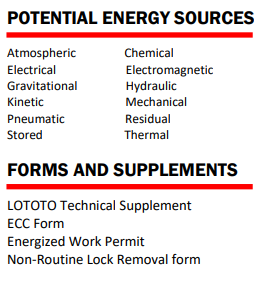 POTENTIAL ENERGY SOURCES
Atmospheric Chemical
Electrical Electromagnetic
Gravitational Hydraulic
Kinetic Mechanical
Pneumatic Residual
Stored Thermal
FORMS AND SUPPLEMENTS
LOTOTO Technical Supplement
ECC Form
Energized Work Permit
Non-Routine Lock Removal form